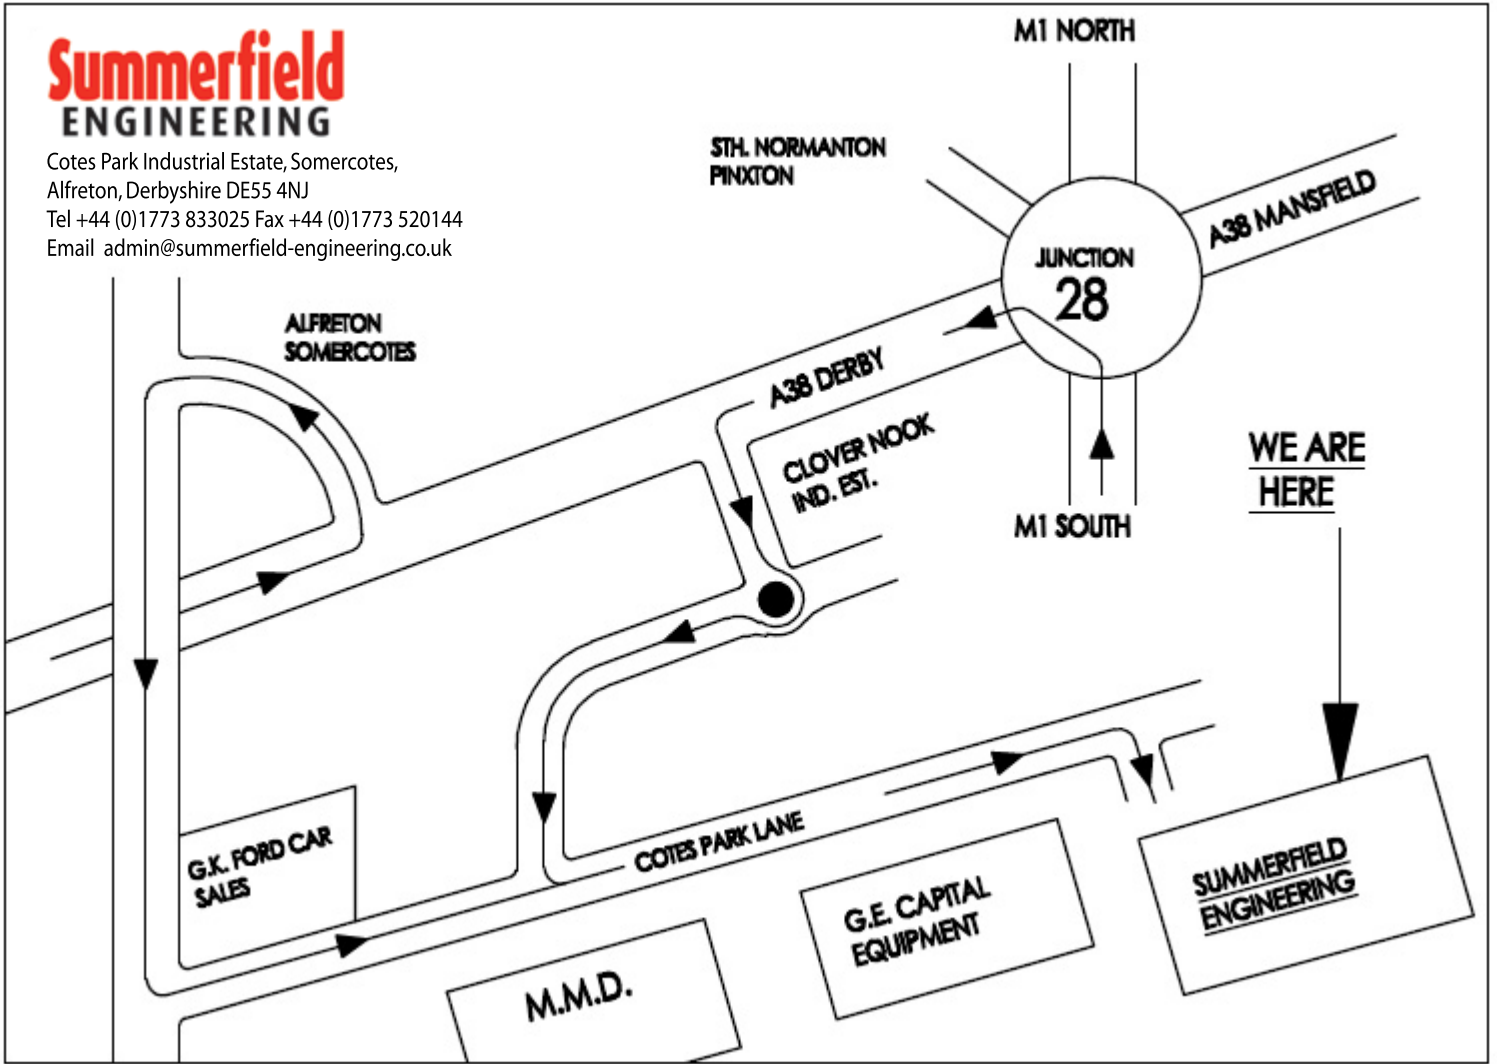 Summerfield
ENGINEERING
Cotes Park Industrial Estate, Somercotes,
Alfreton, Derbyshire DE55 4NJ
Tel +44 (0)1773 833025 Fax +44 (0)1773 520144
Email admin@summerfield-engineering.co.uk
M1 NORTH
STH. NORMANTON
PINXTON
A38 MANSFIELD
JUNCTION
28
ALFRETON
SOMERCOTES
A38 DERBY
CLOVER NOOK
IND. EST.
M1 SOUTH
WE ARE
HERE
G.K. FORD CAR
SALES
COTES PARK LANE
M.M.D.
G.E. CAPITAL
EQUIPMENT
SUMMERFIELD
ENGINEERING